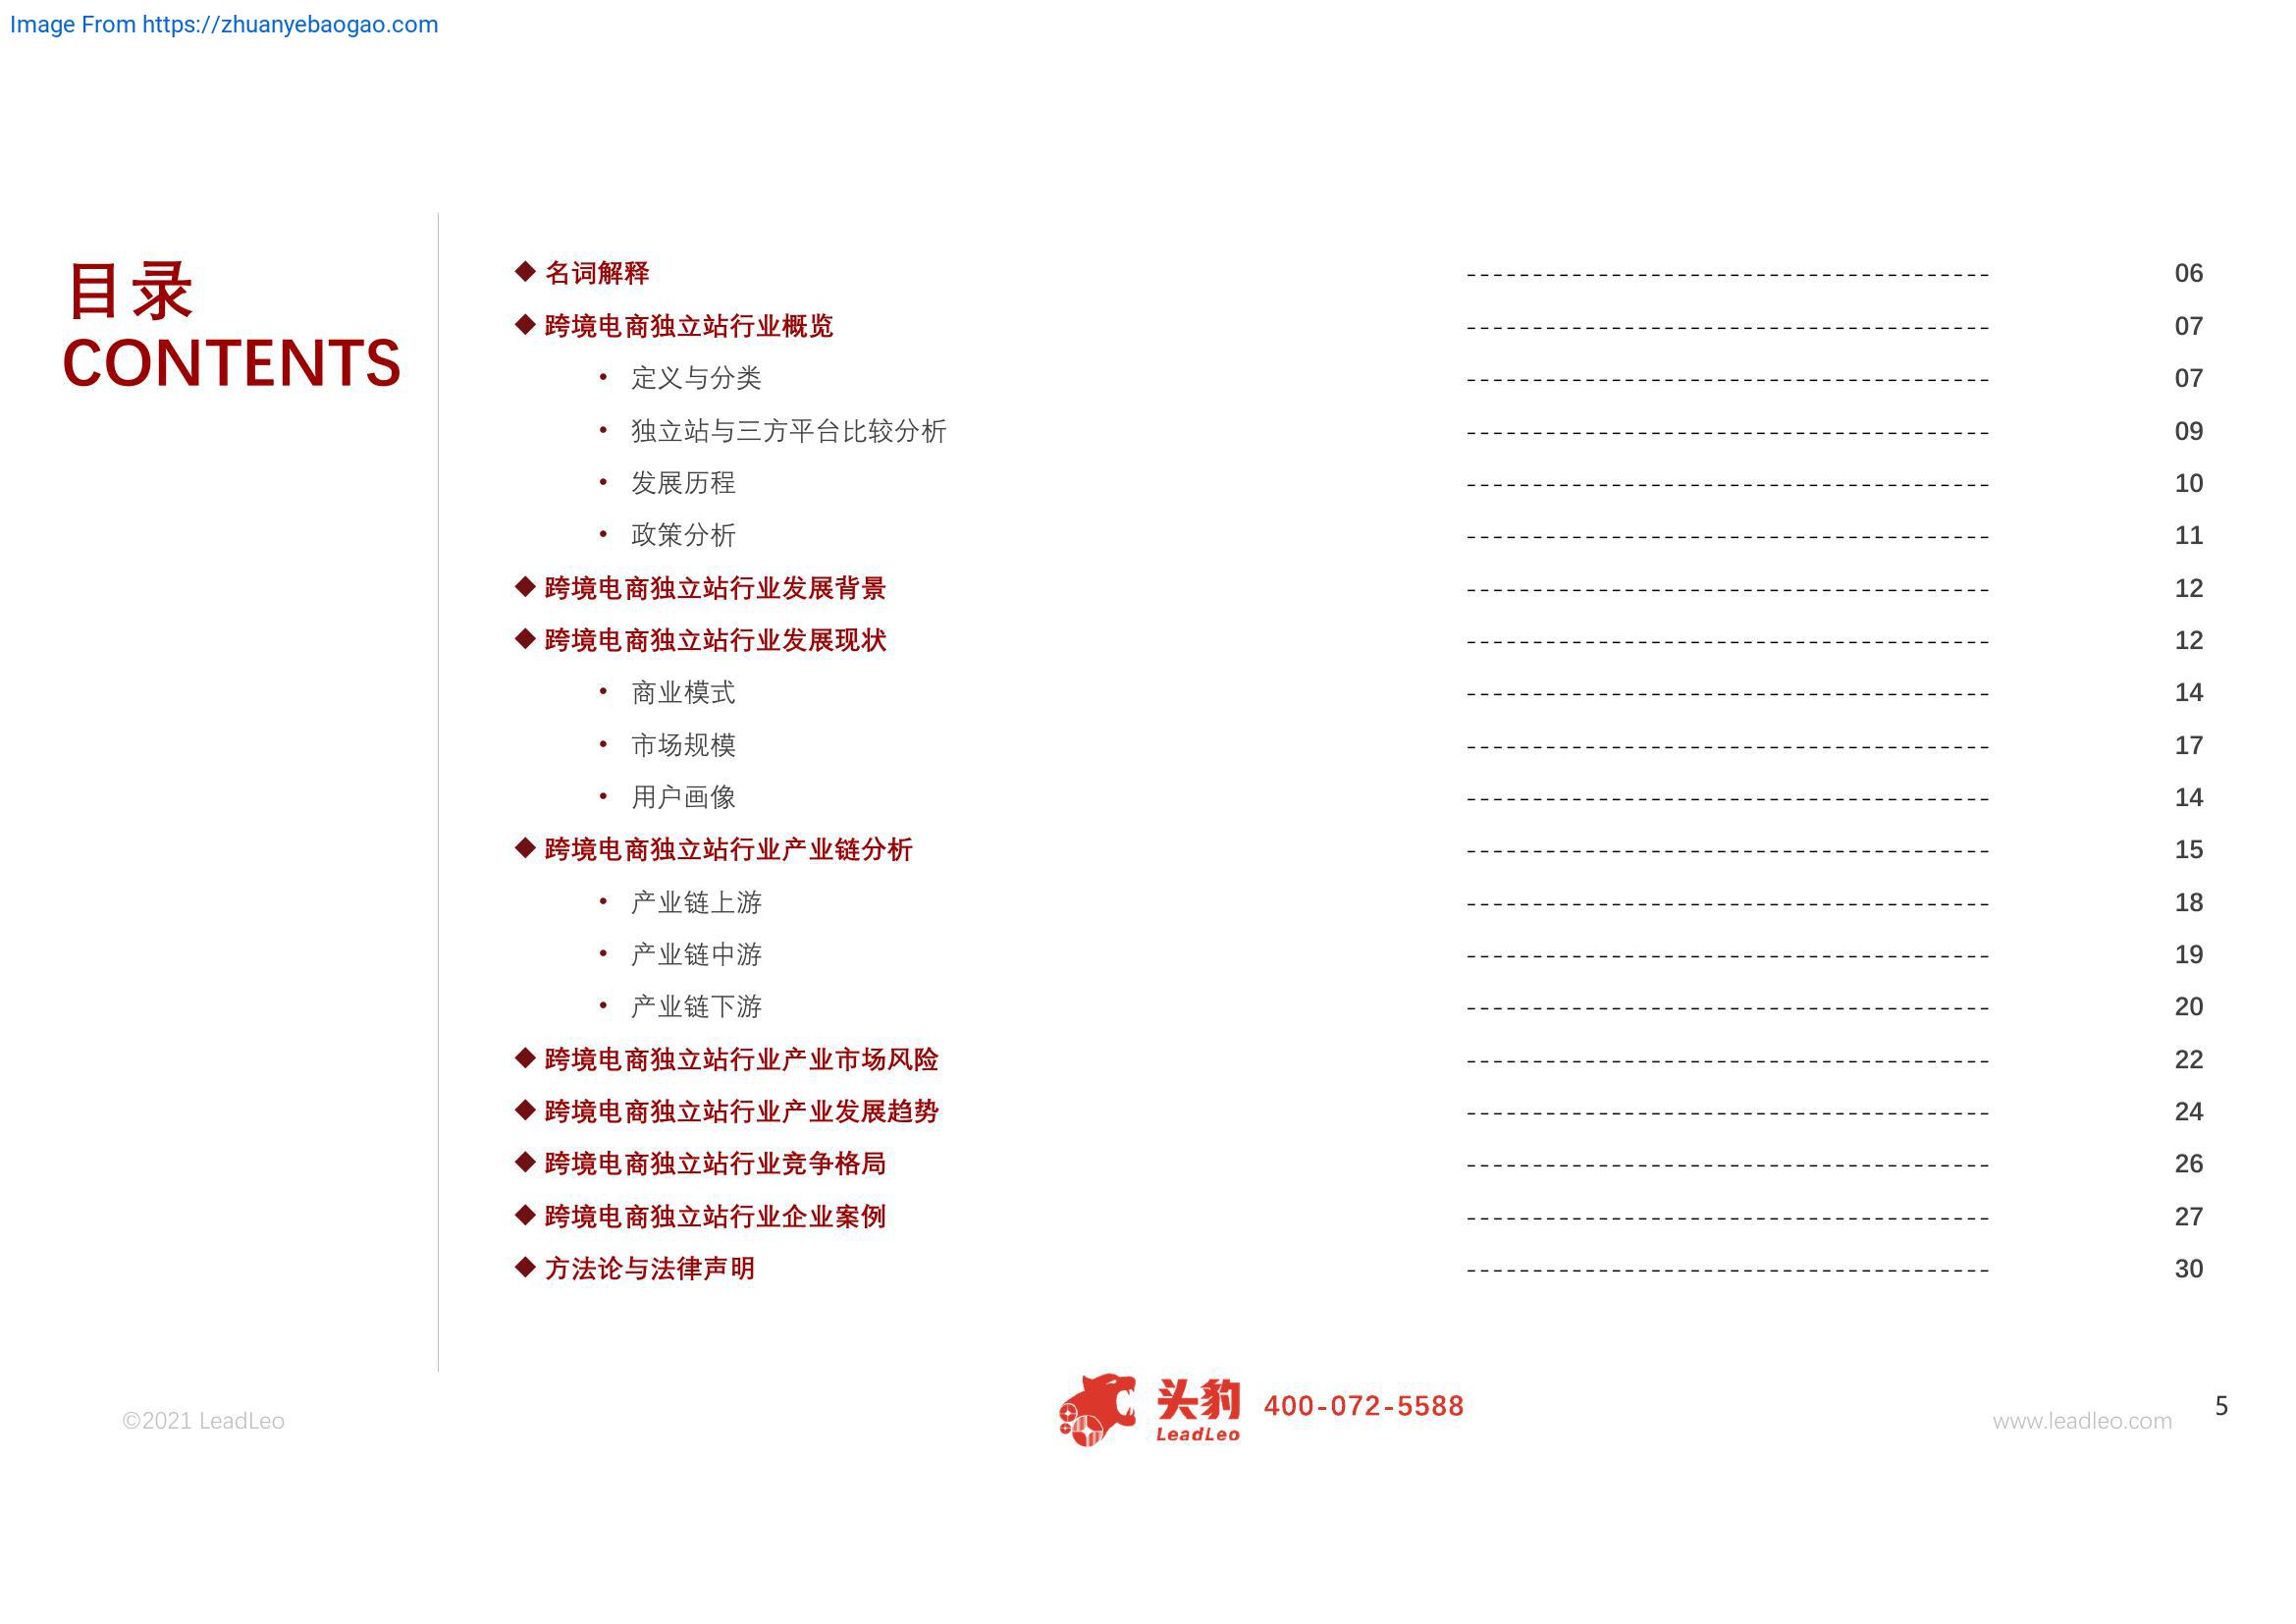 Image From https://zhuanyebaogao.com
目录
CONTENTS
◆ 名词解释 ---------------------------------------- 06
◆ 跨境电商独立站行业概览 ---------------------------------------- 07
• 定义与分类 ---------------------------------------- 07
• 独立站与三方平台比较分析 ---------------------------------------- 09
• 发展历程 ---------------------------------------- 10
• 政策分析 ---------------------------------------- 11
◆ 跨境电商独立站行业发展背景 ---------------------------------------- 12
◆ 跨境电商独立站行业发展现状 ---------------------------------------- 12
• 商业模式 ---------------------------------------- 14
• 市场规模 ---------------------------------------- 17
• 用户画像 ---------------------------------------- 14
◆ 跨境电商独立站行业产业链分析 ---------------------------------------- 15
• 产业链上游 ---------------------------------------- 18
• 产业链中游 ---------------------------------------- 19
• 产业链下游 ---------------------------------------- 20
◆ 跨境电商独立站行业产业市场风险 ---------------------------------------- 22
◆ 跨境电商独立站行业产业发展趋势 ---------------------------------------- 24
◆ 跨境电商独立站行业竞争格局 ---------------------------------------- 26
◆ 跨境电商独立站行业企业案例 ---------------------------------------- 27
◆ 方法论与法律声明 ---------------------------------------- 30
©2021 LeadLeo
头豹
LeadLeo
400-072-5588
www.leadleo.com
5